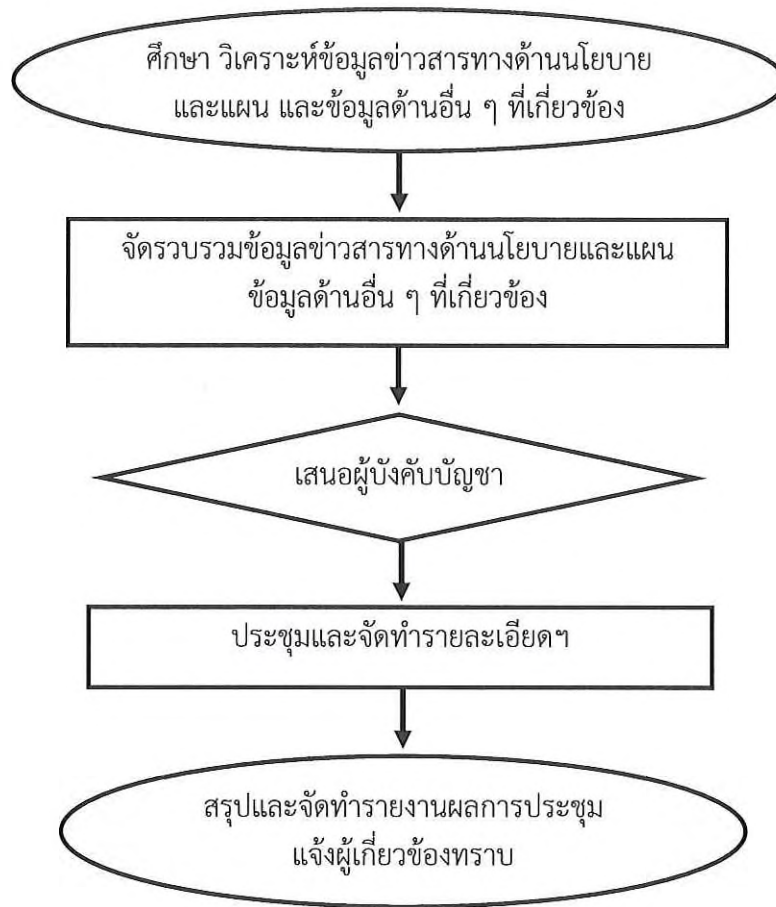 ศึกษา วิเคราะห์ข้อมูลข่าวสารทางด้านนโยบาย
และแผน และข้อมูลด้านอื่น ๆ ที่เกี่ยวข้อง
จัดรวบรวมข้อมูลข่าวสารทางด้านนโยบายและแผน
ข้อมูลด้านอื่น ๆ ที่เกี่ยวข้อง
เสนอผู้บังคับบัญชา
ประชุมและจัดทำรายละเอียดฯ
สรุปและจัดทำรายงานผลการประชุม
แจ้งผู้เกี่ยวข้องทราบ